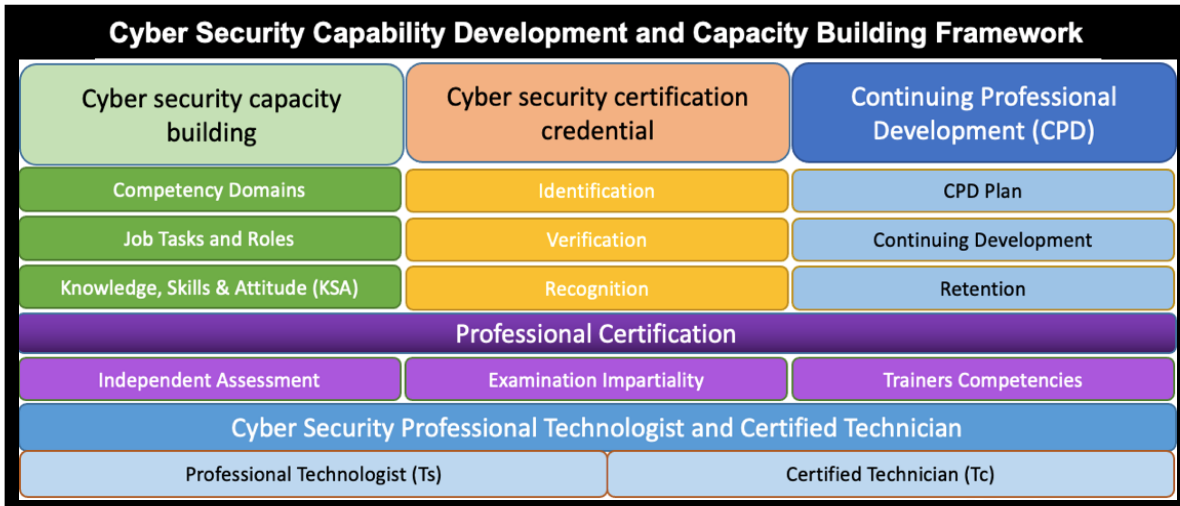 Cyber Security Capability Development and Capacity Building Framework
Cyber security capacity
building
Cyber security certification
credential
Continuing Professional
Development (CPD)
Competency Domains
Identification
CPD Plan
Job Tasks and Roles
Verification
Continuing Development
Knowledge, Skills & Attitude (KSA)
Recognition
Retention
Professional Certification
Independent Assessment
Examination Impartiality
Trainers Competencies
Cyber Security Professional Technologist and Certified Technician
Professional Technologist (Ts)
Certified Technician (Tc)